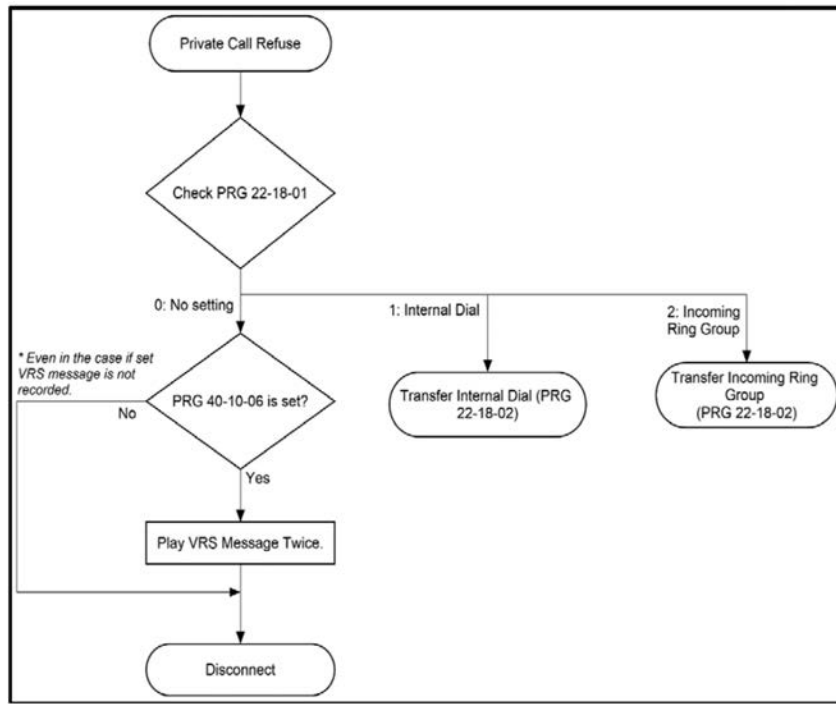 Private Call Refuse
Check PRG 22-18-01
0: No setting
1: Internal Dial
2: Incoming
Ring Group
* Even in the case if set
VRS message is not
recorded.
No
PRG 40-10-06 is set?
Transfer Internal Dial (PRG
22-18-02)
Transfer Incoming Ring
Group
(PRG 22-18-02)
Yes
Play VRS Message Twice.
Disconnect